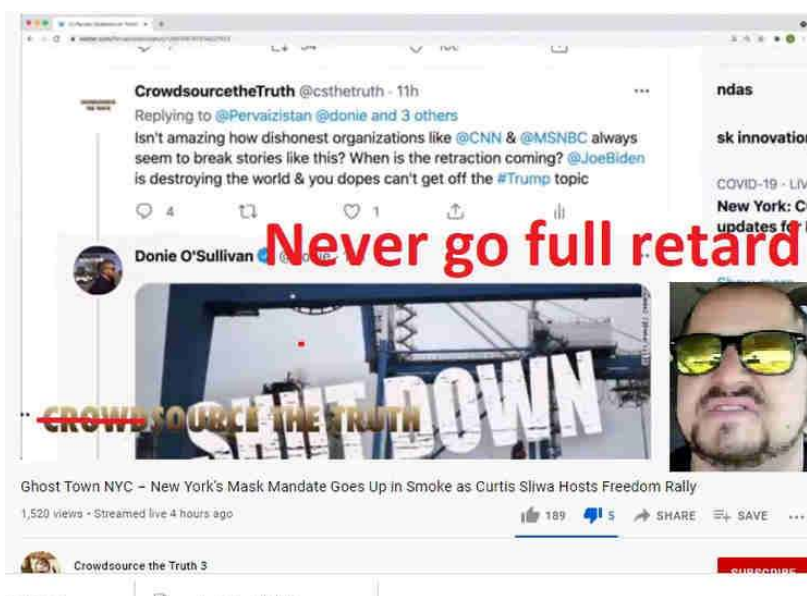 CrowdsourcetheTruth @csthetruth · 11h
Replying to @Pervaizistan @donie and 3 others
Isn't amazing how dishonest organizations like @CNN & @MSNBC always
seem to break stories like this? When is the retraction coming? @JoeBiden
is destroying the world & you dopes can't get off the #Trump topic
4 1
ndas
sk innovation
COVID-19 · LIV
New York: C
updates
Never go full retard
Donie O'Sullivan
SHUT DOWN
CROWDSOURCE THE TRUTH
Ghost Town NYC – New York's Mask Mandate Goes Up in Smoke as Curtis Sliwa Hosts Freedom Rally
1,520 views • Streamed live 4 hours ago
189 5 SHARE SAVE
Crowdsource the Truth 3
SUBSCRIBE